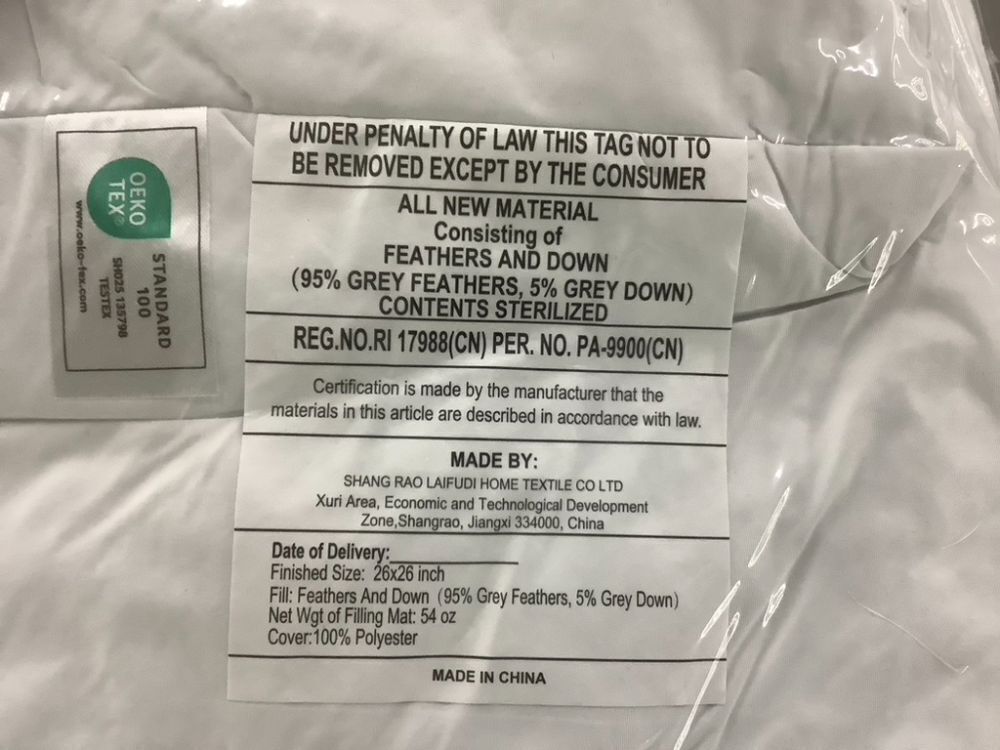 OEKO
TEX®
STANDARD
100
SH025 135798
TESTEX
www.oeko-tex.com
UNDER PENALTY OF LAW THIS TAG NOT TO
BE REMOVED EXCEPT BY THE CONSUMER
ALL NEW MATERIAL
Consisting of
FEATHERS AND DOWN
(95% GREY FEATHERS, 5% GREY DOWN)
CONTENTS STERILIZED
REG.NO.RI 17988(CN) PER. NO. PA-9900(CN)
Certification is made by the manufacturer that the
materials in this article are described in accordance with law.
MADE BY:
SHANG RAO LAIFUDI HOME TEXTILE CO LTD
Xuri Area, Economic and Technological Development
Zone,Shangrao, Jiangxi 334000, China
Date of Delivery:
Finished Size: 26x26 inch
Fill: Feathers And Down (95% Grey Feathers, 5% Grey Down)
Net Wgt of Filling Mat: 54 oz
Cover:100% Polyester
MADE IN CHINA